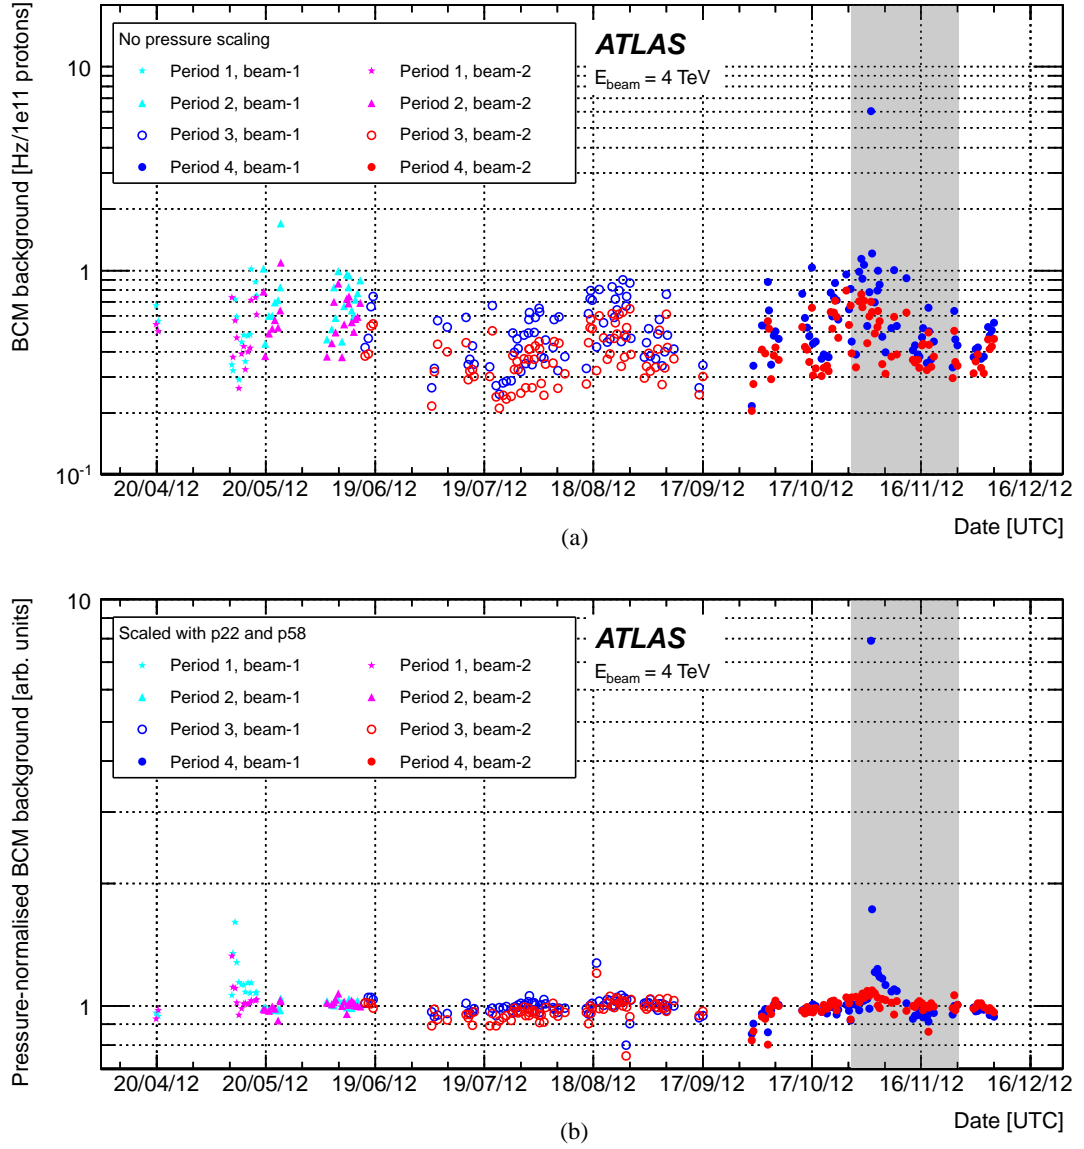 BCM background [Hz/1e11 protons]
10
1
10⁻¹
No pressure scaling
Period 1, beam-1
Period 1, beam-2
Period 2, beam-1
Period 2, beam-2
Period 3, beam-1
Period 3, beam-2
Period 4, beam-1
Period 4, beam-2
ATLAS
E_beam = 4 TeV
20/04/12 20/05/12 19/06/12 19/07/12 18/08/12 17/09/12 17/10/12 16/11/12 16/12/12
Date [UTC]
(a)
Pressure-normalised BCM background [arb. units]
10
1
Scaled with p22 and p58
Period 1, beam-1
Period 1, beam-2
Period 2, beam-1
Period 2, beam-2
Period 3, beam-1
Period 3, beam-2
Period 4, beam-1
Period 4, beam-2
ATLAS
E_beam = 4 TeV
20/04/12 20/05/12 19/06/12 19/07/12 18/08/12 17/09/12 17/10/12 16/11/12 16/12/12
Date [UTC]
(b)